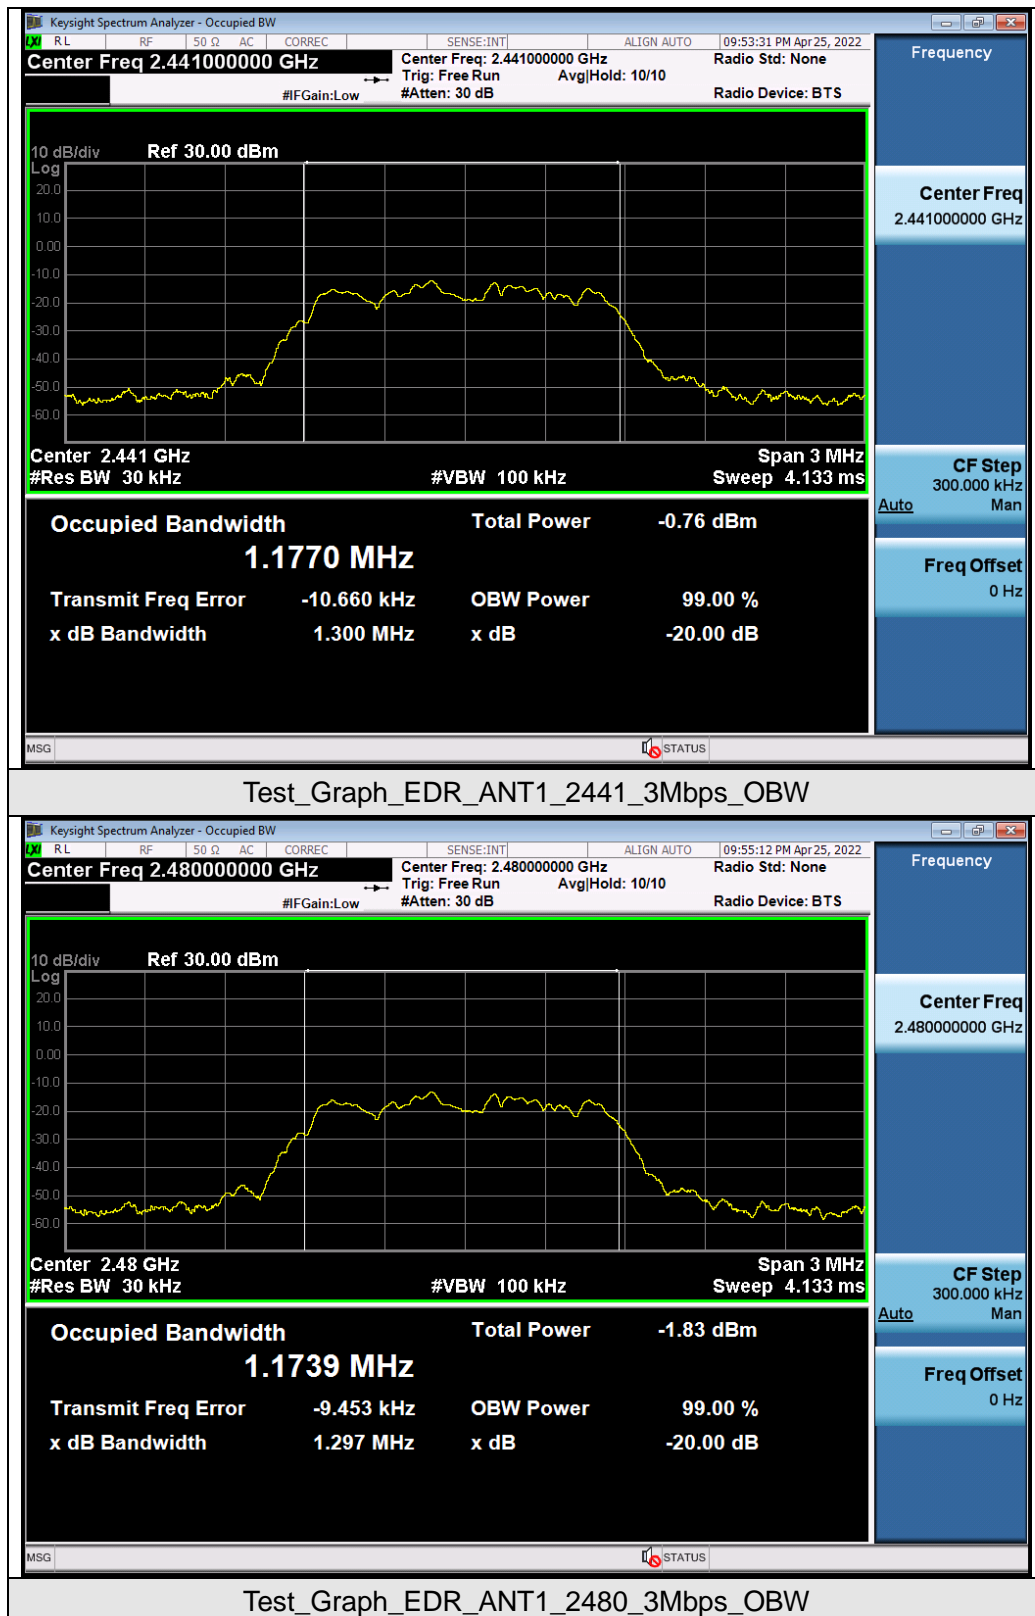 Keysight Spectrum Analyzer - Occupied BW
LXI RL RF 50 Ω AC CORREC SENSE:INT ALIGN AUTO 09:53:31 PM Apr 25, 2022
Center Freq 2.441000000 GHz
Center Freq: 2.441000000 GHz
Radio Std: None
Trig: Free Run Avg|Hold: 10/10
#IFGain:Low
#Atten: 30 dB
Radio Device: BTS
Frequency
10 dB/div Ref 30.00 dBm
Log
20.0
10.0
0.00
-10.0
-20.0
-30.0
-40.0
-50.0
-60.0
Center Freq
2.441000000 GHz
Center 2.441 GHz Span 3 MHz
#Res BW 30 kHz #VBW 100 kHz Sweep 4.133 ms
CF Step
300.000 kHz
Auto Man
Occupied Bandwidth Total Power -0.76 dBm
1.1770 MHz
Transmit Freq Error -10.660 kHz OBW Power 99.00 %
x dB Bandwidth 1.300 MHz x dB -20.00 dB
Freq Offset
0 Hz
MSG STATUS
Test_Graph_EDR_ANT1_2441_3Mbps_OBW
Keysight Spectrum Analyzer - Occupied BW
LXI RL RF 50 Ω AC CORREC SENSE:INT ALIGN AUTO 09:55:12 PM Apr 25, 2022
Center Freq 2.480000000 GHz
Center Freq: 2.480000000 GHz
Radio Std: None
Trig: Free Run Avg|Hold: 10/10
#IFGain:Low
#Atten: 30 dB
Radio Device: BTS
Frequency
10 dB/div Ref 30.00 dBm
Log
20.0
10.0
0.00
-10.0
-20.0
-30.0
-40.0
-50.0
-60.0
Center Freq
2.480000000 GHz
Center 2.48 GHz Span 3 MHz
#Res BW 30 kHz #VBW 100 kHz Sweep 4.133 ms
CF Step
300.000 kHz
Auto Man
Occupied Bandwidth Total Power -1.83 dBm
1.1739 MHz
Transmit Freq Error -9.453 kHz OBW Power 99.00 %
x dB Bandwidth 1.297 MHz x dB -20.00 dB
Freq Offset
0 Hz
MSG STATUS
Test_Graph_EDR_ANT1_2480_3Mbps_OBW